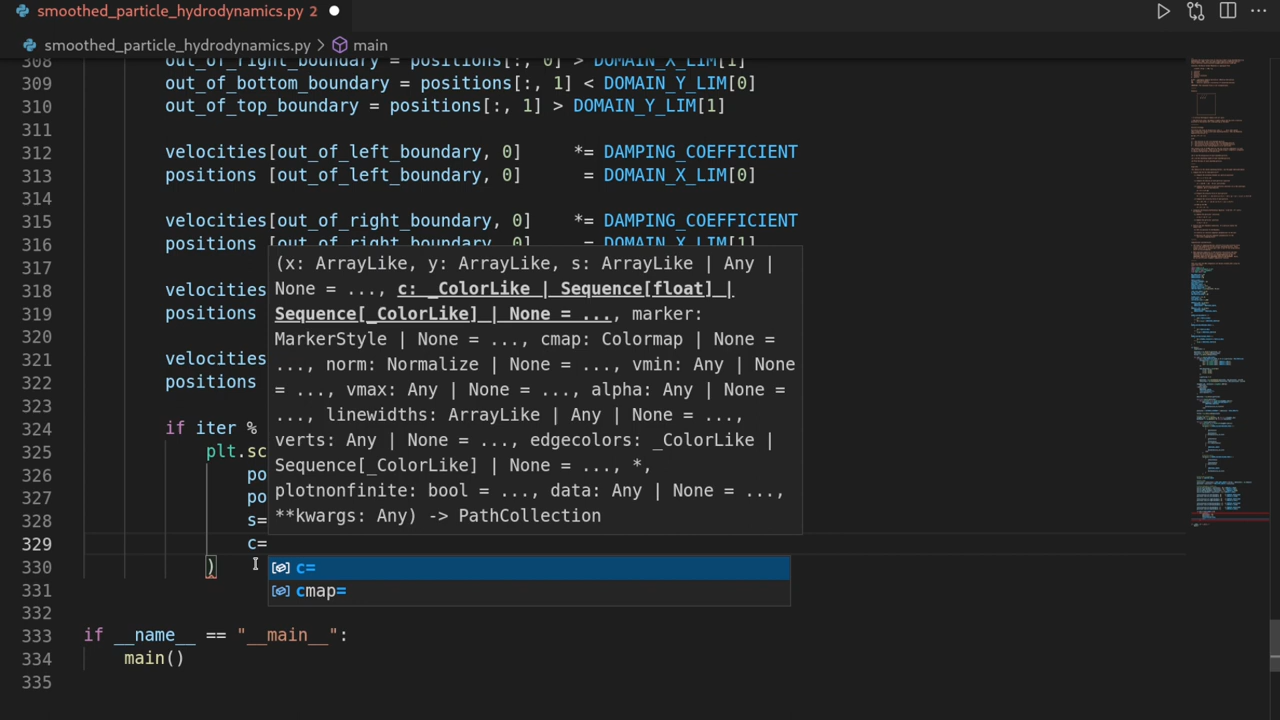 smoothed_particle_hydrodynamics.py 2
smoothed_particle_hydrodynamics.py > main
308 out_of_right_boundary = positions[:, 0] > DOMAIN_X_LIM[1]
309 out_of_bottom_boundary = positions[:, 1] < DOMAIN_Y_LIM[0]
310 out_of_top_boundary = positions[:, 1] > DOMAIN_Y_LIM[1]
311
312 velocities[out_of_left_boundary, 0] *= DAMPING_COEFFICIENT
313 positions [out_of_left_boundary, 0] = DOMAIN_X_LIM[0]
314
315 velocities[out_of_right_boundary, 0] *= DAMPING_COEFFICIENT
316 positions [out_of_right_boundary, 0] = DOMAIN_X_LIM[1]
317
318 velocities
319 positions
320
321 velocities
322 positions
323
324 if iter %
325 plt.sc
326 po
327 po
328 s=
329 c=
330 )
331
332
333 if __name__ == "__main__":
334 main()
335
(x: ArrayLike, y: ArrayLike, s: ArrayLike | Any |
None = ..., c: _ColorLike | Sequence[float] |
Sequence[_ColorLike] | None = ..., marker:
MarkerStyle | None = ..., cmap: Colormap | None =
..., norm: Normalize | None = ..., vmin: Any | None
= ..., vmax: Any | None = ..., alpha: Any | None =
..., linewidths: ArrayLike | Any | None = ...,
verts: Any | None = ..., edgecolors: _ColorLike |
Sequence[_ColorLike] | None = ..., *,
plotnonfinite: bool = ..., data: Any | None = ...,
**kwargs: Any) -> PathCollection
c=
cmap=